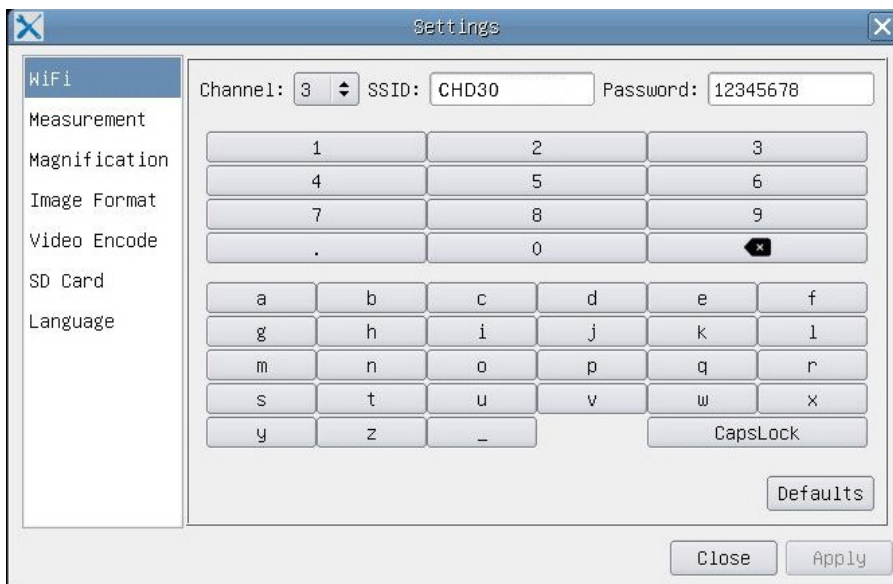 Settings
WiFi
Measurement
Magnification
Image Format
Video Encode
SD Card
Language
Channel: 3 SSID: CHD30 Password: 12345678
1 2 3
4 5 6
7 8 9
. 0
a b c d e f
g h i j k l
m n o p q r
s t u v w x
y z _ CapsLock
Defaults
Close Apply